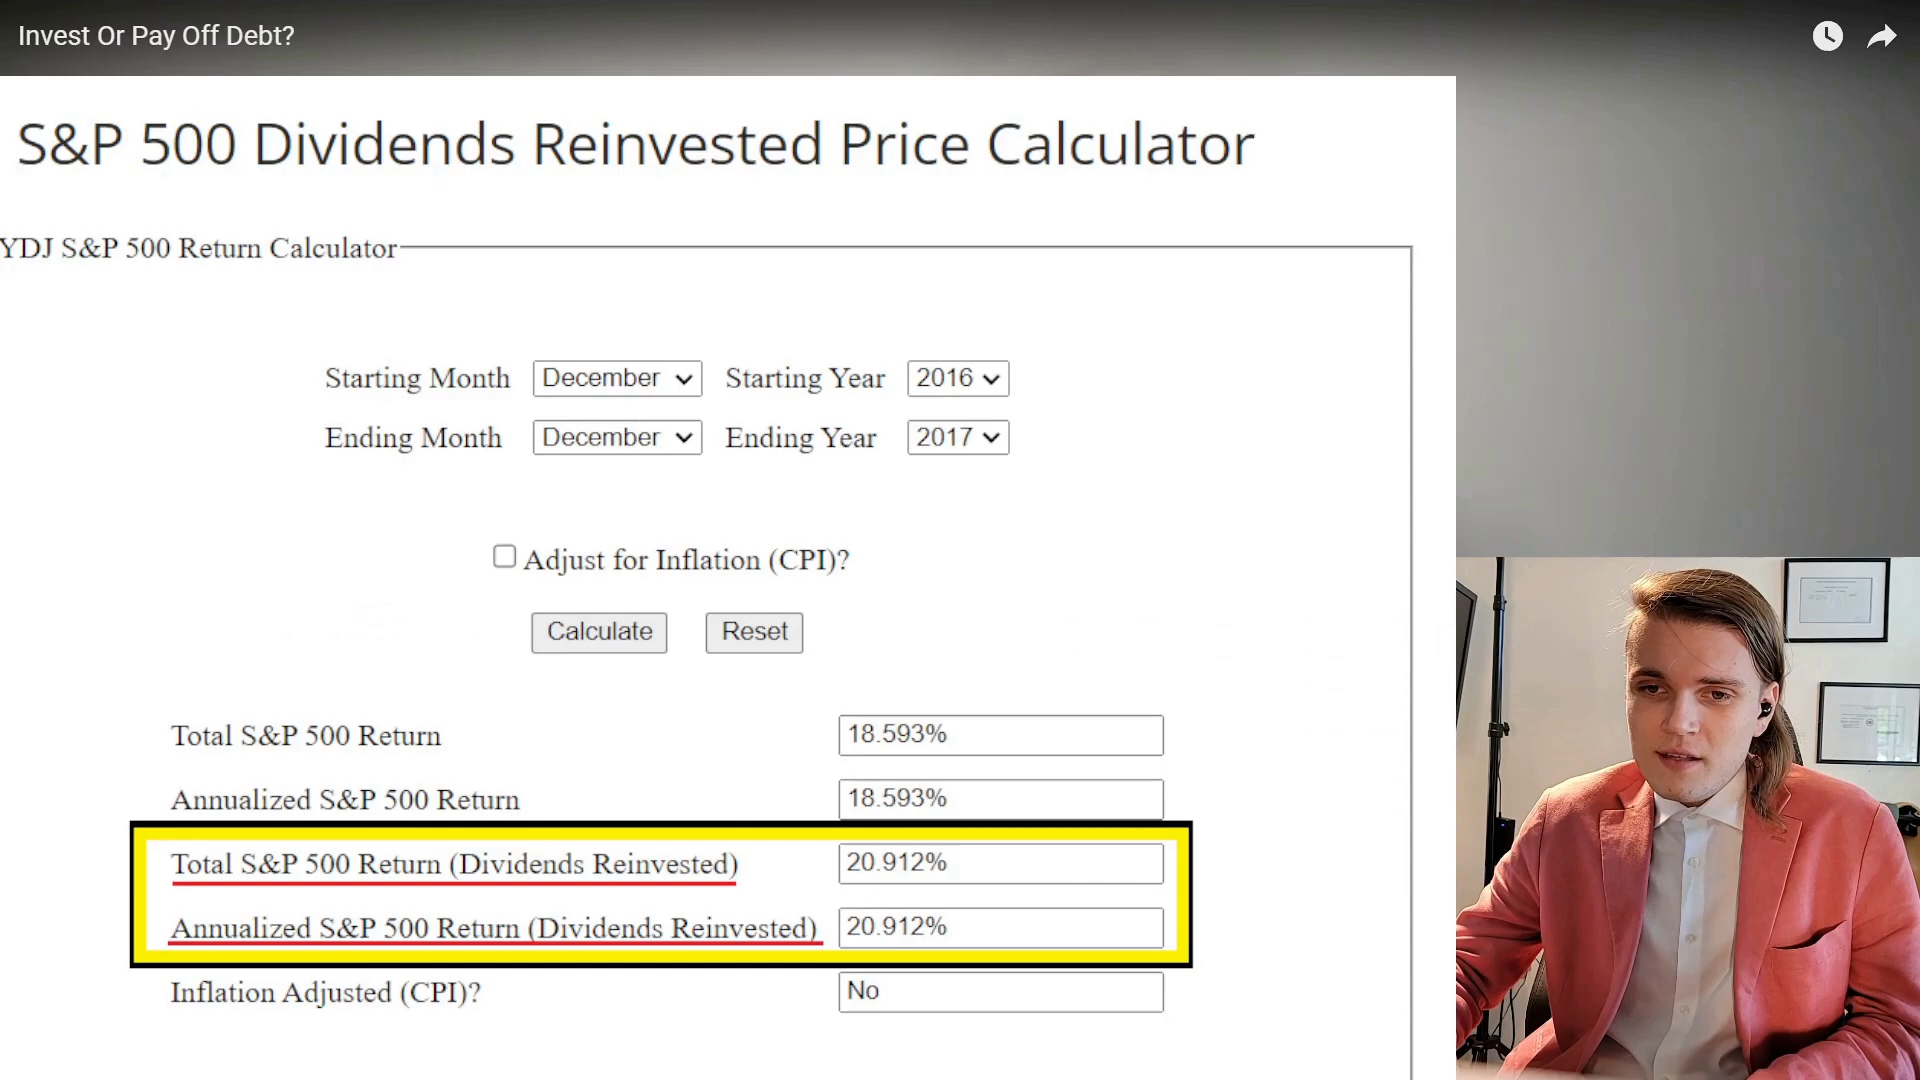 Invest Or Pay Off Debt?
S&P 500 Dividends Reinvested Price Calculator
YDJ S&P 500 Return Calculator
Starting Month December Starting Year 2016
Ending Month December Ending Year 2017
Adjust for Inflation (CPI)?
Calculate Reset
Total S&P 500 Return 18.593%
Annualized S&P 500 Return 18.593%
Total S&P 500 Return (Dividends Reinvested) 20.912%
Annualized S&P 500 Return (Dividends Reinvested) 20.912%
Inflation Adjusted (CPI)? No